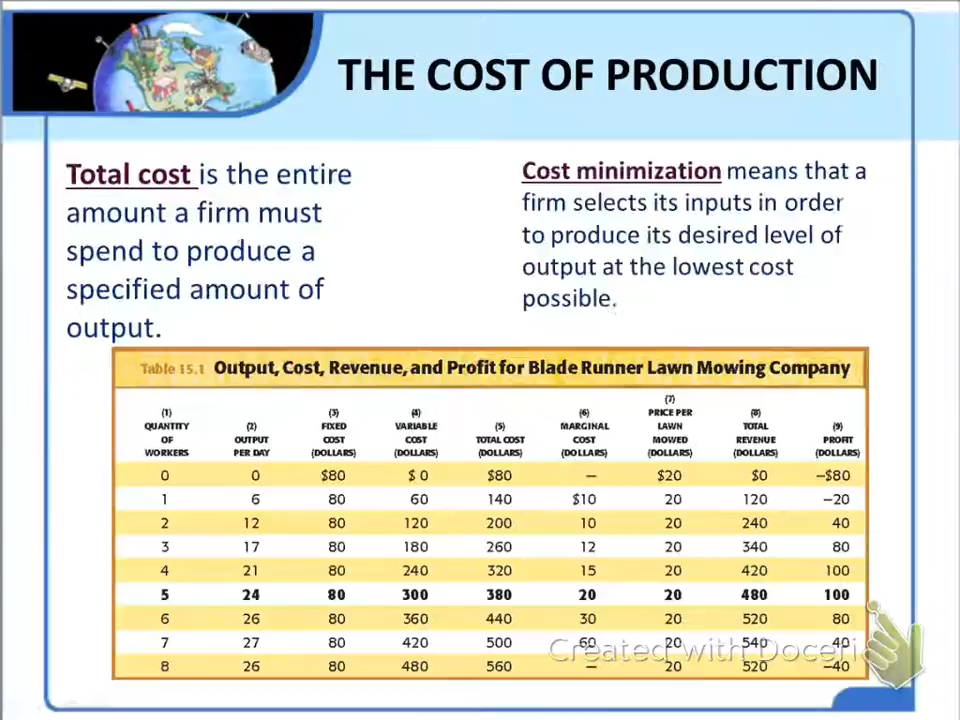 THE COST OF PRODUCTION
Total cost is the entire
amount a firm must
spend to produce a
specified amount of
output.
Cost minimization means that a
firm selects its inputs in order
to produce its desired level of
output at the lowest cost
possible.
Table 15.1 Output, Cost, Revenue, and Profit for Blade Runner Lawn Mowing Company
(1) QUANTITY OF WORKERS (2) OUTPUT PER DAY (3) FIXED COST (DOLLARS) (4) VARIABLE COST (DOLLARS) (5) TOTAL COST (DOLLARS) (6) MARGINAL COST (DOLLARS) (7) PRICE PER LAWN MOWED (DOLLARS) (8) TOTAL REVENUE (DOLLARS) (9) PROFIT (DOLLARS)
0 0 $80 $ 0 $80 — $20 $0 −$80
1 6 80 60 140 $10 20 120 −20
2 12 80 120 200 10 20 240 40
3 17 80 180 260 12 20 340 80
4 21 80 240 320 15 20 420 100
5 24 80 300 380 20 20 480 100
6 26 80 360 440 30 20 520 80
7 27 80 420 500 60 20 540 40
8 26 80 480 560 — 20 520 −40
Created with Doceri